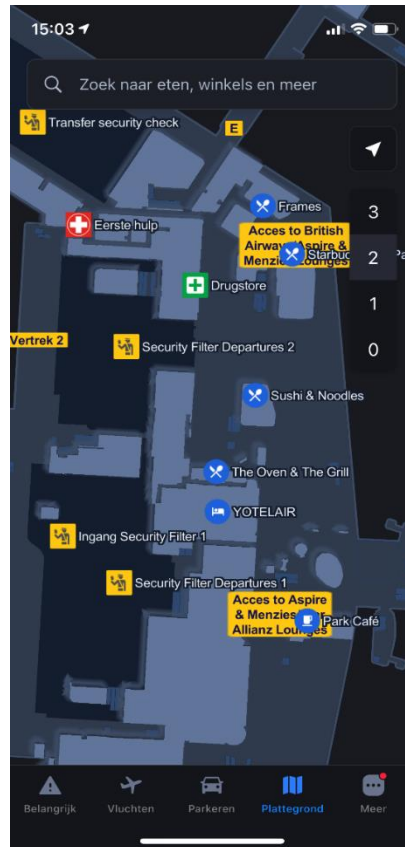 15:03
Zoek naar eten, winkels en meer
Transfer security check
E
Frames
Eerste hulp
Acces to British
Airways Aspire &
Menzies Lounges
3
2
1
0
Drugstore
Vertrek 2
Security Filter Departures 2
Sushi & Noodles
The Oven & The Grill
YOTELAIR
Ingang Security Filter 1
Security Filter Departures 1
Acces to Aspire
& Menzies
Allianz Lounges
Park Café
Belangrijk
Vluchten
Parkeren
Plattegrond
Meer